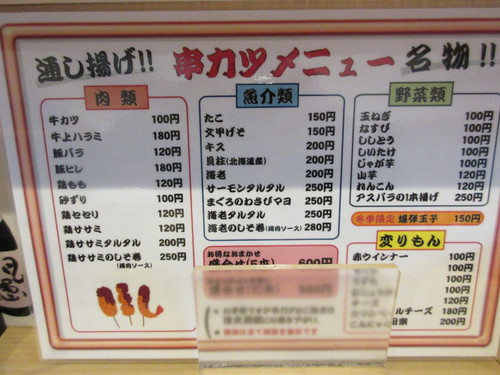 通し揚げ!! 串カツメニュー 名物!!
肉類
牛カツ 100円
牛上ハラミ 180円
豚バラ 120円
豚ヒレ 180円
鶏もも 120円
砂ずり 100円
鶏セセリ 120円
鶏ササミ 120円
鶏ササミタルタル 200円
鶏ササミのしそ巻 250円
(梅肉ソース)
魚介類
たこ 150円
文甲げそ 150円
キス 200円
貝柱(北海道産) 200円
海老 200円
サーモンタルタル 250円
まぐろのわさびマヨ 250円
海老タルタル 250円
海老のしそ巻(梅肉ソース) 280円
お得なおまかせ
盛合せ(5本) 600円
野菜類
玉ねぎ 100円
なすび 100円
ししとう 100円
しいたけ 100円
じゃが芋 100円
山芋 120円
れんこん 120円
アスパラの1本揚げ 250円
冬季限定 爆弾玉子 150円
変りもん
赤ウインナー 100円
100円
100円
100円
120円
ルチーズ 180円
200円